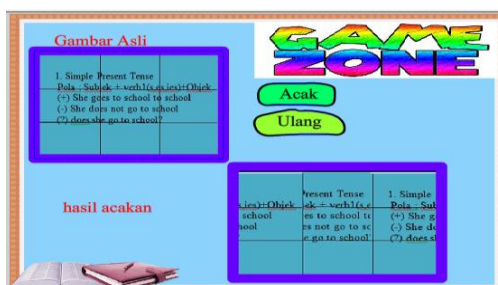 Gambar Asli
GAME
ZONE
1. Simple Present Tense
Pola : Subjek + verb1(s,es,ies)+Objek
(+) She goes to school to school
(-) She does not go to school
(?) does she go to school?
Acak
Ulang
hasil acakan
s,ies)+Objek
school
hool
Present Tense
ek + verb1(s,e
es to school to
es not go to sc
e go to school
1. Simple
Pola : Sub
(+) She g
(-) She do
(?) does s